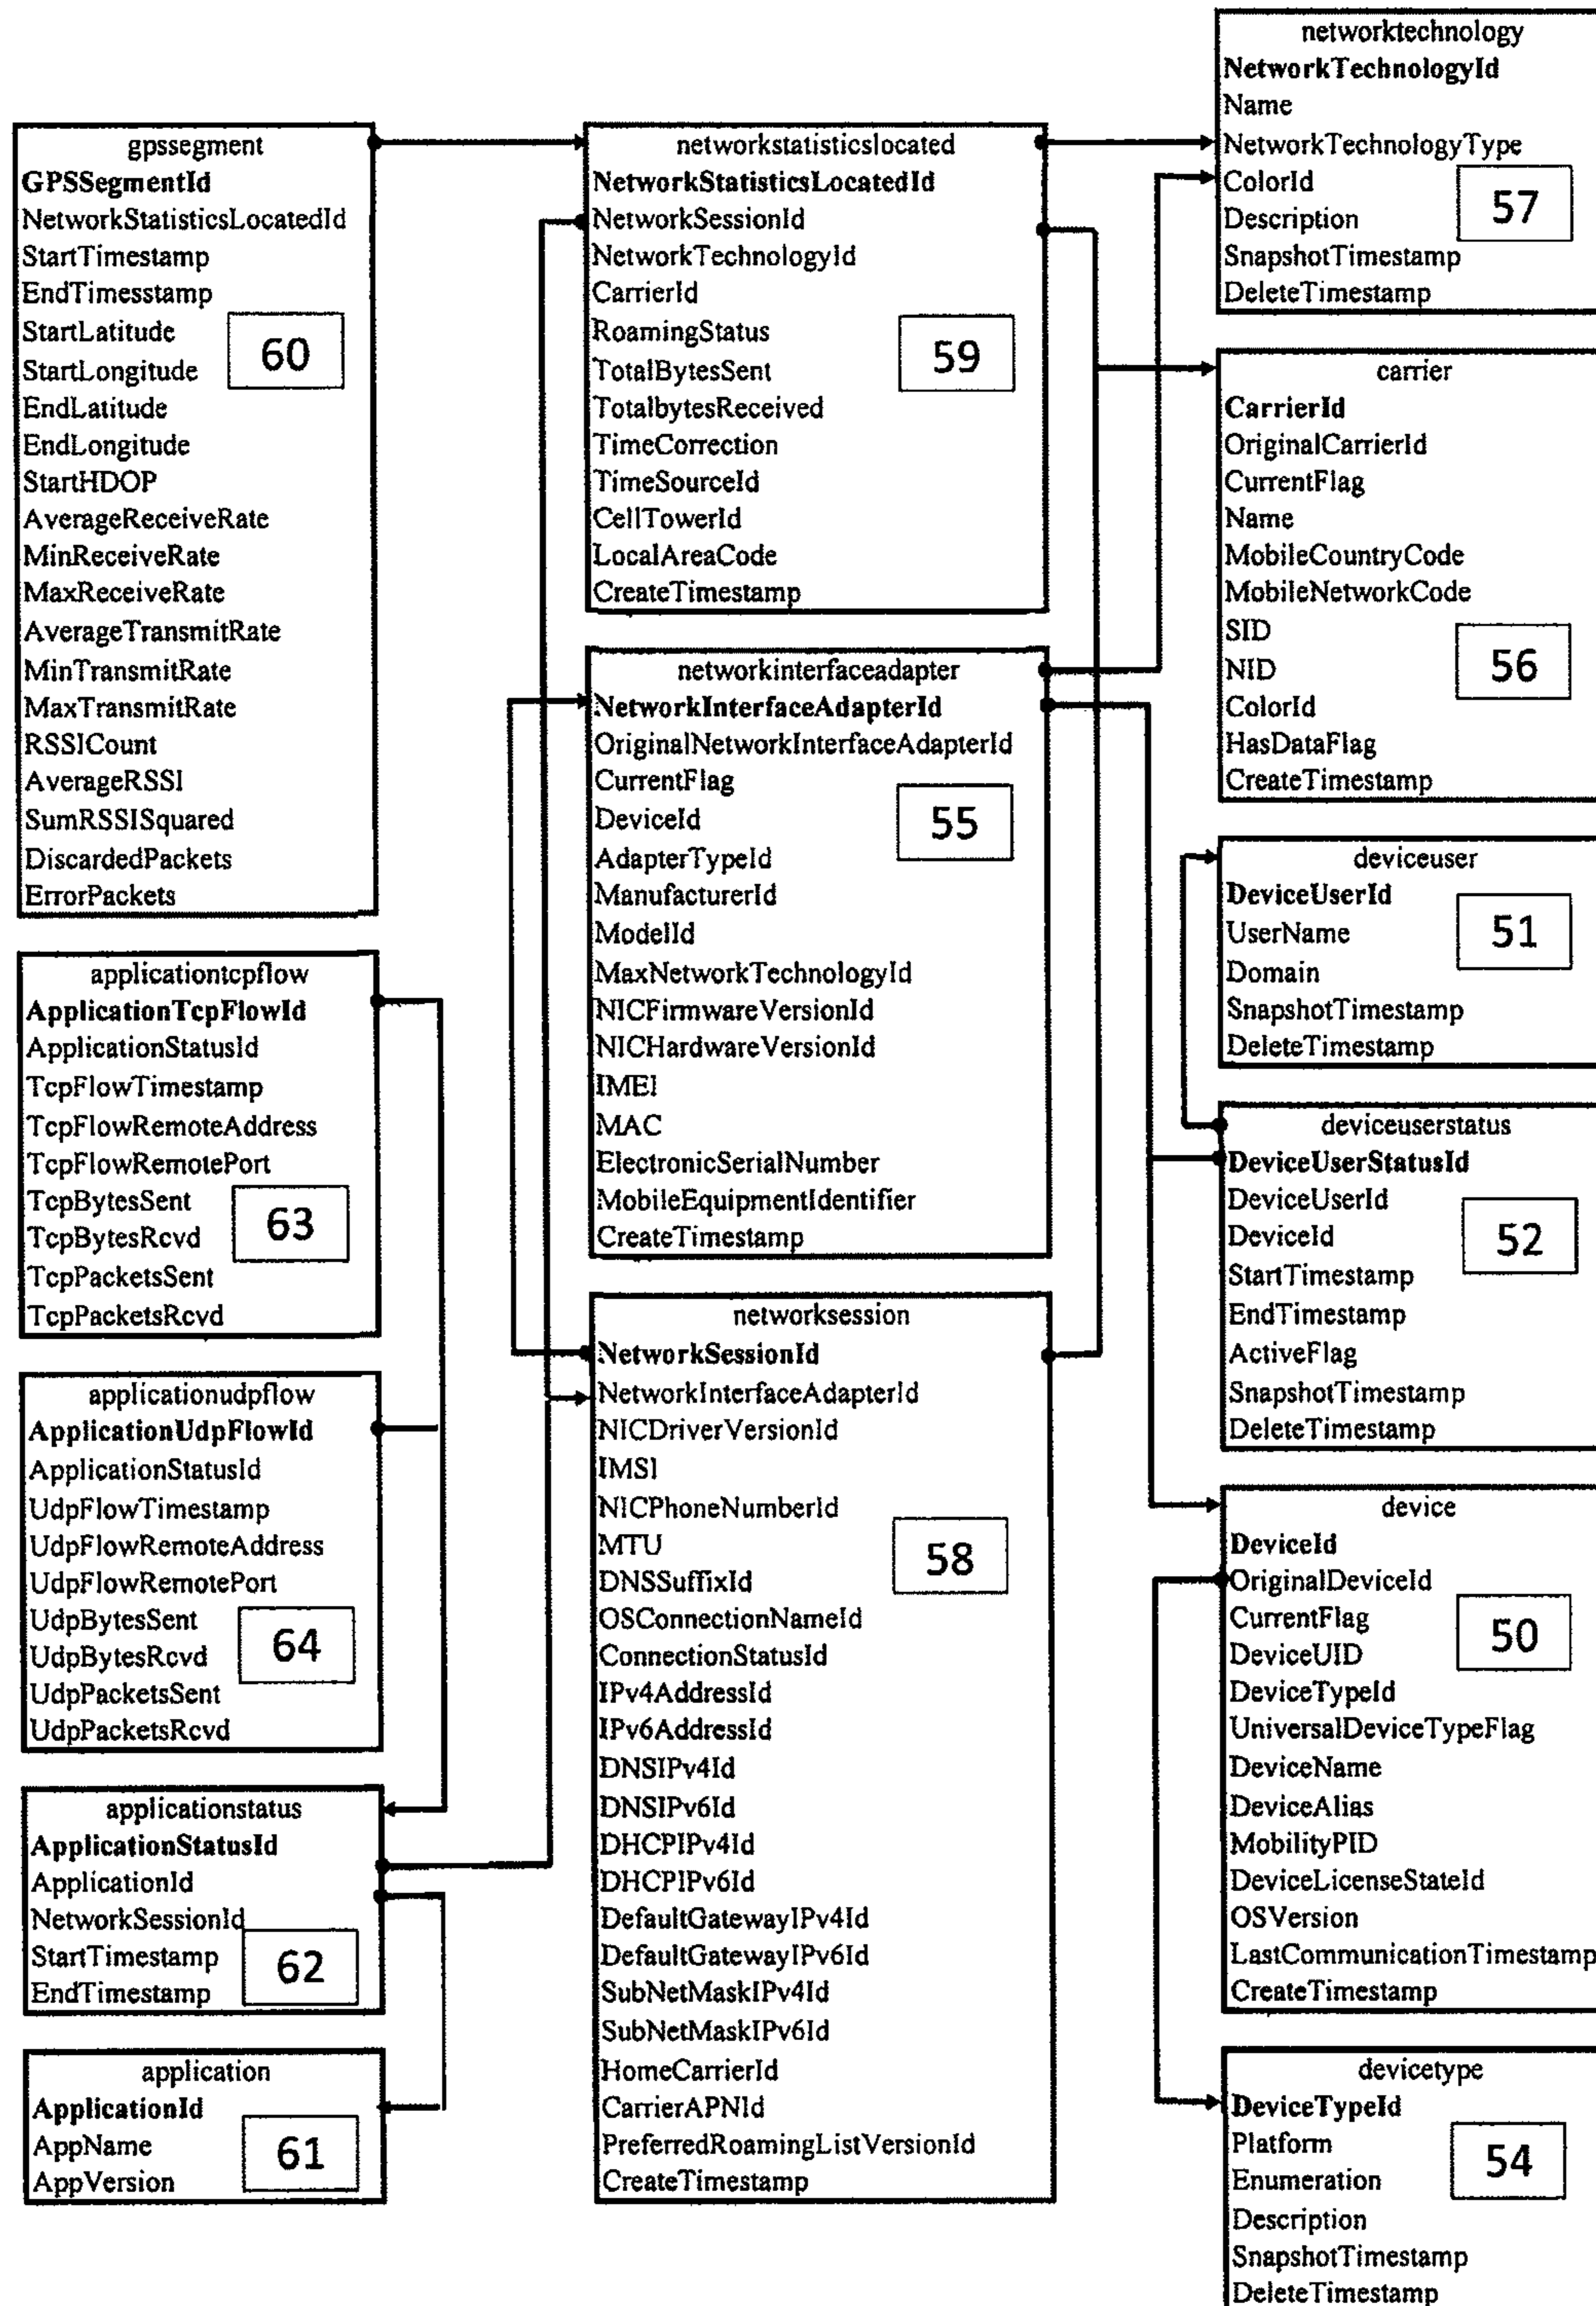 gpssegment
GPSSegmentId
NetworkStatisticsLocatedId
StartTimestamp
EndTimesstamp
StartLatitude
StartLongitude
EndLatitude
EndLongitude
StartHDOP
AverageReceiveRate
MinReceiveRate
MaxReceiveRate
AverageTransmitRate
MinTransmitRate
MaxTransmitRate
RSSICount
AverageRSSI
SumRSSISquared
DiscardedPackets
ErrorPackets
60
applicationtcpflow
ApplicationTcpFlowId
ApplicationStatusId
TcpFlowTimestamp
TcpFlowRemoteAddress
TcpFlowRemotePort
TcpBytesSent
TcpBytesRcvd
TcpPacketsSent
TcpPacketsRcvd
63
applicationudpflow
ApplicationUdpFlowId
ApplicationStatusId
UdpFlowTimestamp
UdpFlowRemoteAddress
UdpFlowRemotePort
UdpBytesSent
UdpBytesRcvd
UdpPacketsSent
UdpPacketsRcvd
64
applicationstatus
ApplicationStatusId
ApplicationId
NetworkSessionId
StartTimestamp
EndTimestamp
62
application
ApplicationId
AppName
AppVersion
61
networkstatisticslocated
NetworkStatisticsLocatedId
NetworkSessionId
NetworkTechnologyId
CarrierId
RoamingStatus
TotalBytesSent
TotalbytesReceived
TimeCorrection
TimeSourceId
CellTowerId
LocalAreaCode
CreateTimestamp
59
networkinterfaceadapter
NetworkInterfaceAdapterId
OriginalNetworkInterfaceAdapterId
CurrentFlag
DeviceId
AdapterTypeId
ManufacturerId
ModelId
MaxNetworkTechnologyId
NICFirmwareVersionId
NICHardwareVersionId
IMEI
MAC
ElectronicSerialNumber
MobileEquipmentIdentifier
CreateTimestamp
55
networksession
NetworkSessionId
NetworkInterfaceAdapterId
NICDriverVersionId
IMSI
NICPhoneNumberId
MTU
DNSSuffixId
OSConnectionNameId
ConnectionStatusId
IPv4AddressId
IPv6AddressId
DNSIPv4Id
DNSIPv6Id
DHCPIPv4Id
DHCPIPv6Id
DefaultGatewayIPv4Id
DefaultGatewayIPv6Id
SubNetMaskIPv4Id
SubNetMaskIPv6Id
HomeCarrierId
CarrierAPNId
PreferredRoamingListVersionId
CreateTimestamp
58
networktechnology
NetworkTechnologyId
Name
NetworkTechnologyType
ColorId
Description
SnapshotTimestamp
DeleteTimestamp
57
carrier
CarrierId
OriginalCarrierId
CurrentFlag
Name
MobileCountryCode
MobileNetworkCode
SID
NID
ColorId
HasDataFlag
CreateTimestamp
56
deviceuser
DeviceUserId
UserName
Domain
SnapshotTimestamp
DeleteTimestamp
51
deviceuserstatus
DeviceUserStatusId
DeviceUserId
DeviceId
StartTimestamp
EndTimestamp
ActiveFlag
SnapshotTimestamp
DeleteTimestamp
52
device
DeviceId
OriginalDeviceId
CurrentFlag
DeviceUID
DeviceTypeId
UniversalDeviceTypeFlag
DeviceName
DeviceAlias
MobilityPID
DeviceLicenseStateId
OSVersion
LastCommunicationTimestamp
CreateTimestamp
50
devicetype
DeviceTypeId
Platform
Enumeration
Description
SnapshotTimestamp
DeleteTimestamp
54